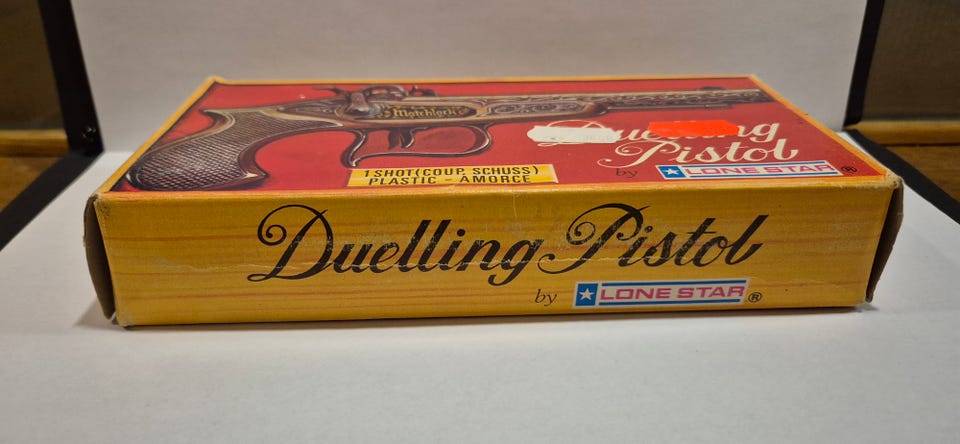 Matchlock
Duelling
Pistol
by LONE STAR ®
1 SHOT (COUP, SCHUSS)
PLASTIC - AMORCE
Duelling Pistol
by LONE STAR ®